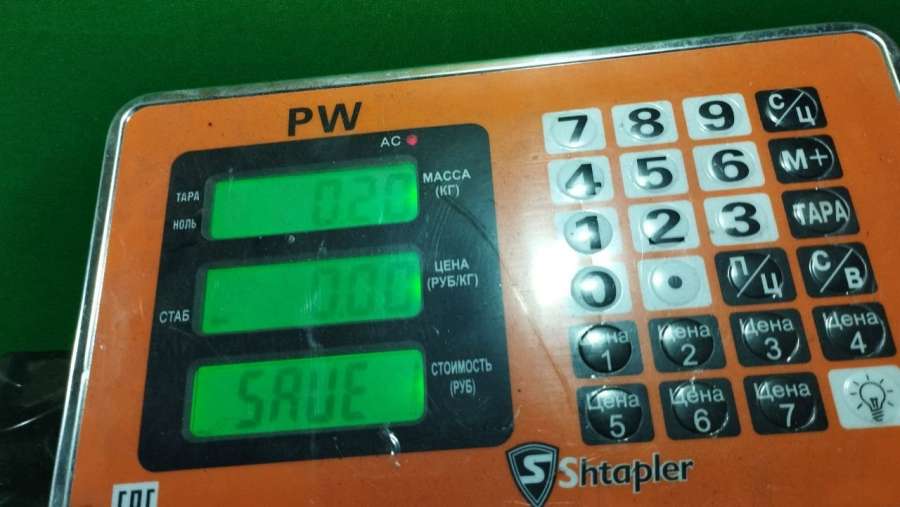 PW
AC
ТАРА
НОЛЬ
МАССА
(КГ)
ЦЕНА
(РУБ/КГ)
0.00
СТАБ
SAVE
СТОИМОСТЬ
(РУБ)
7 8 9 С/Ц
4 5 6 М+
1 2 3 ТАРА
0 • П/Ц С/В
Цена 1 Цена 2 Цена 3 Цена 4
Цена 5 Цена 6 Цена 7
S Shtapler
EAC